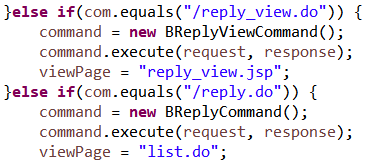 }else if(com.equals("/reply_view.do")) {
    command = new BReplyViewCommand();
    command.execute(request, response);
    viewPage = "reply_view.jsp";
}else if(com.equals("/reply.do")) {
    command = new BReplyCommand();
    command.execute(request, response);
    viewPage = "list.do";